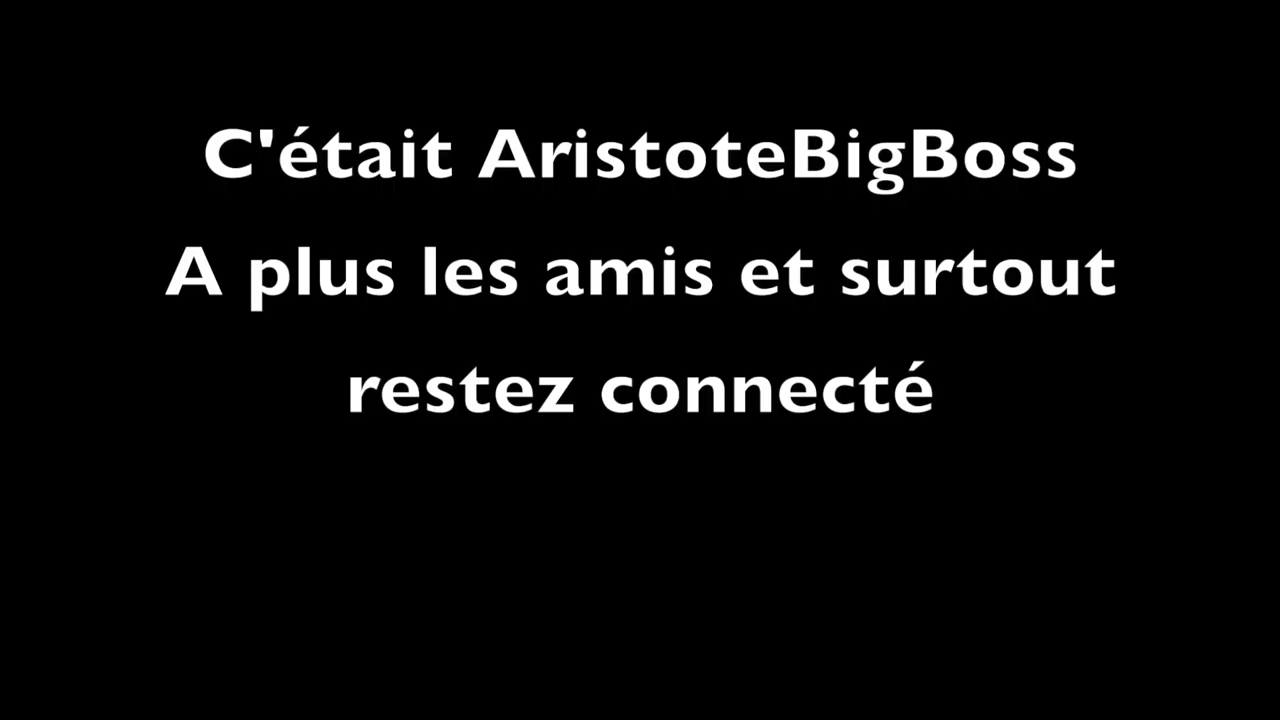 C'était AristoteBigBoss
A plus les amis et surtout
restez connecté